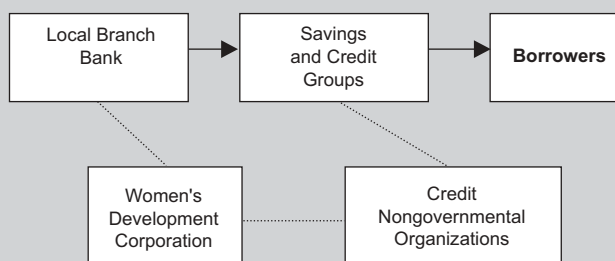 Local Branch
Bank
Savings
and Credit
Groups
Borrowers
Women's
Development
Corporation
Credit
Nongovernmental
Organizations